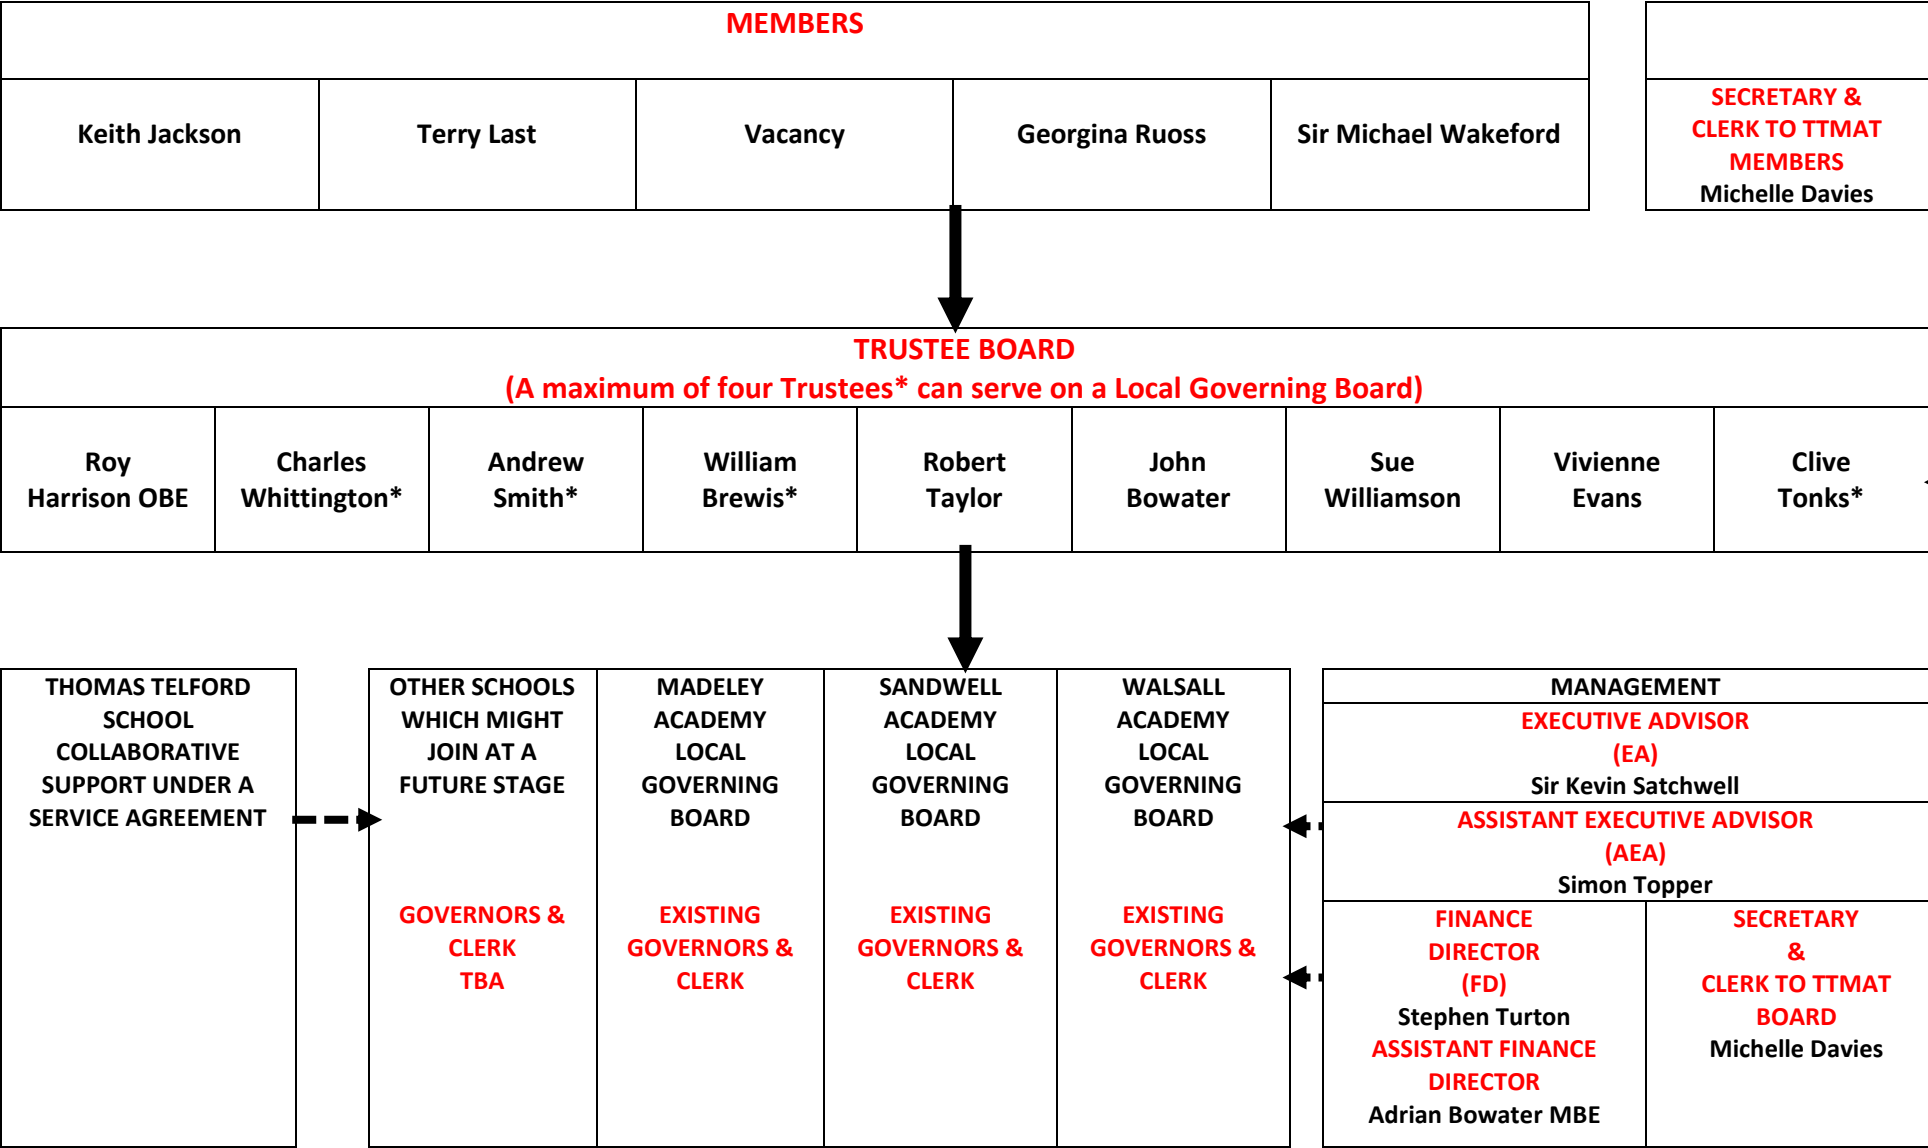 MEMBERS
Keith Jackson
Terry Last
Vacancy
Georgina Ruoss
Sir Michael Wakeford
SECRETARY &
CLERK TO TTMAT
MEMBERS
Michelle Davies
TRUSTEE BOARD
(A maximum of four Trustees* can serve on a Local Governing Board)
Roy
Harrison OBE
Charles
Whittington*
Andrew
Smith*
William
Brewis*
Robert
Taylor
John
Bowater
Sue
Williamson
Vivienne
Evans
Clive
Tonks*
THOMAS TELFORD
SCHOOL
COLLABORATIVE
SUPPORT UNDER A
SERVICE AGREEMENT
OTHER SCHOOLS
WHICH MIGHT
JOIN AT A
FUTURE STAGE
GOVERNORS &
CLERK
TBA
MADELEY
ACADEMY
LOCAL
GOVERNING
BOARD
EXISTING
GOVERNORS &
CLERK
SANDWELL
ACADEMY
LOCAL
GOVERNING
BOARD
EXISTING
GOVERNORS &
CLERK
WALSALL
ACADEMY
LOCAL
GOVERNING
BOARD
EXISTING
GOVERNORS &
CLERK
MANAGEMENT
EXECUTIVE ADVISOR
(EA)
Sir Kevin Satchwell
ASSISTANT EXECUTIVE ADVISOR
(AEA)
Simon Topper
FINANCE
DIRECTOR
(FD)
Stephen Turton
ASSISTANT FINANCE
DIRECTOR
Adrian Bowater MBE
SECRETARY
&
CLERK TO TTMAT
BOARD
Michelle Davies